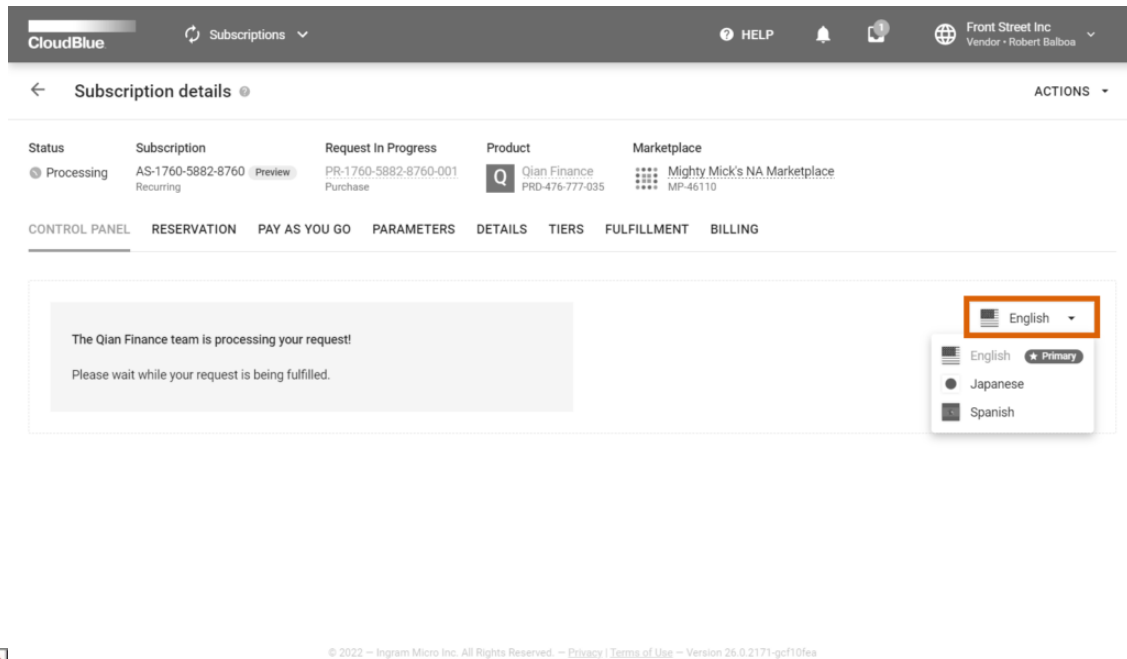 CloudBlue
Subscriptions
HELP
1
Front Street Inc
Vendor • Robert Balboa
Subscription details
ACTIONS
Status
Subscription
Request In Progress
Product
Marketplace
Processing
AS-1760-5882-8760 Preview
Recurring
PR-1760-5882-8760-001
Purchase
Q
Qian Finance
PRD-476-777-035
Mighty Mick's NA Marketplace
MP-46110
CONTROL PANEL RESERVATION PAY AS YOU GO PARAMETERS DETAILS TIERS FULFILLMENT BILLING
The Qian Finance team is processing your request!
Please wait while your request is being fulfilled.
English
English ★ Primary
Japanese
Spanish
© 2022 — Ingram Micro Inc. All Rights Reserved. — Privacy | Terms of Use — Version 26.0.2171-gcf10fea